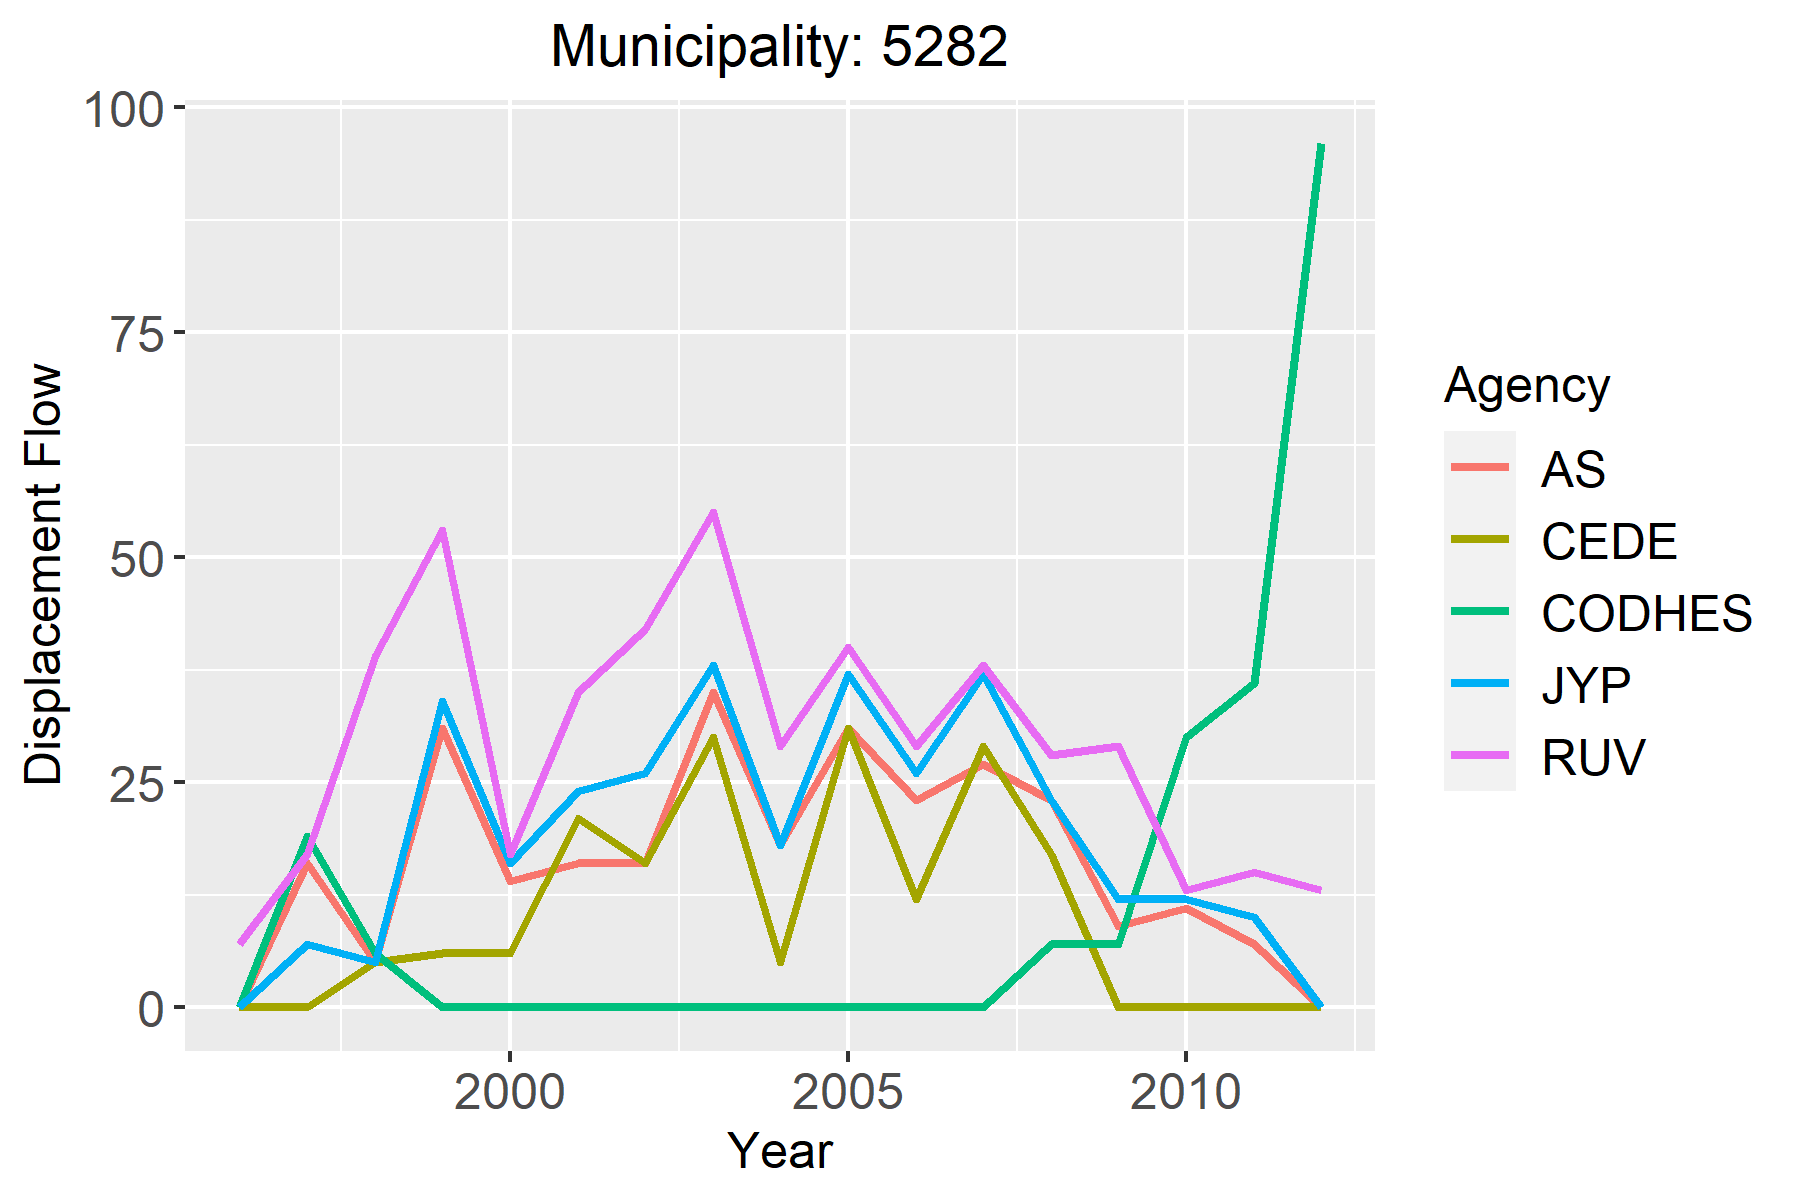 Municipality: 5282
100
75
50
25
0
Displacement Flow
2000 2005 2010
Year
Agency
AS
CEDE
CODHES
JYP
RUV